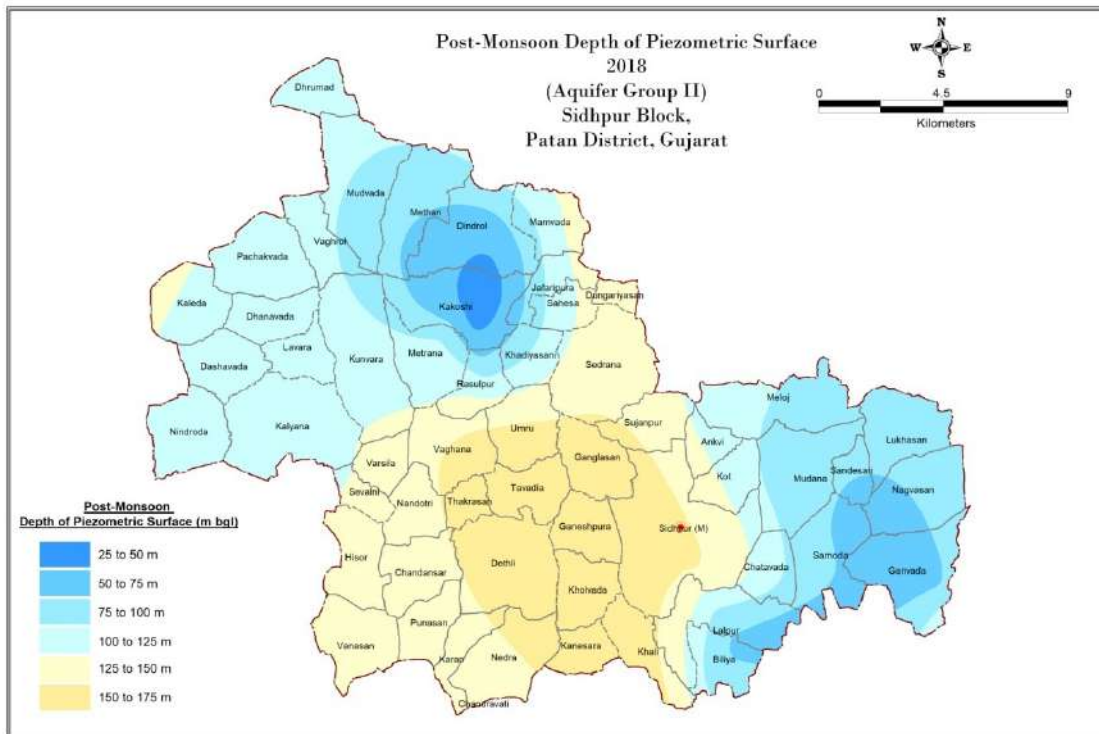 Post-Monsoon Depth of Piezometric Surface
2018
(Aquifer Group II)
Sidhpur Block,
Patan District, Gujarat
N
W E
S
0 4.5 9
Kilometers
Dhrumad
Mudvada
Methan
Dindrol
Mamvada
Vaghrol
Pachakvada
Kaleda
Jafaripura
Dungariyasan
Sahesa
Kakoshi
Dhanavada
Lavara
Kunvara
Metrana
Khadiyasann
Dashavada
Sedrana
Rasulpur
Meloj
Nindroda
Kalyana
Umru
Sujanpur
Ankvi
Lukhasan
Varsila
Vaghana
Ganglasan
Kol
Mudana
Sandesari
Nagvasan
Sevalni
Nandotri
Thakrasan
Tavadia
Ganeshpura
Sidhpur (M)
Hisor
Chandansar
Dethli
Samoda
Chatavada
Ganvada
Kholvada
Punasan
Lalpur
Vanasan
Karan
Nedra
Kanesara
Khali
Biliya
Chandravati
Post-Monsoon
Depth of Piezometric Surface (m bgl)
25 to 50 m
50 to 75 m
75 to 100 m
100 to 125 m
125 to 150 m
150 to 175 m